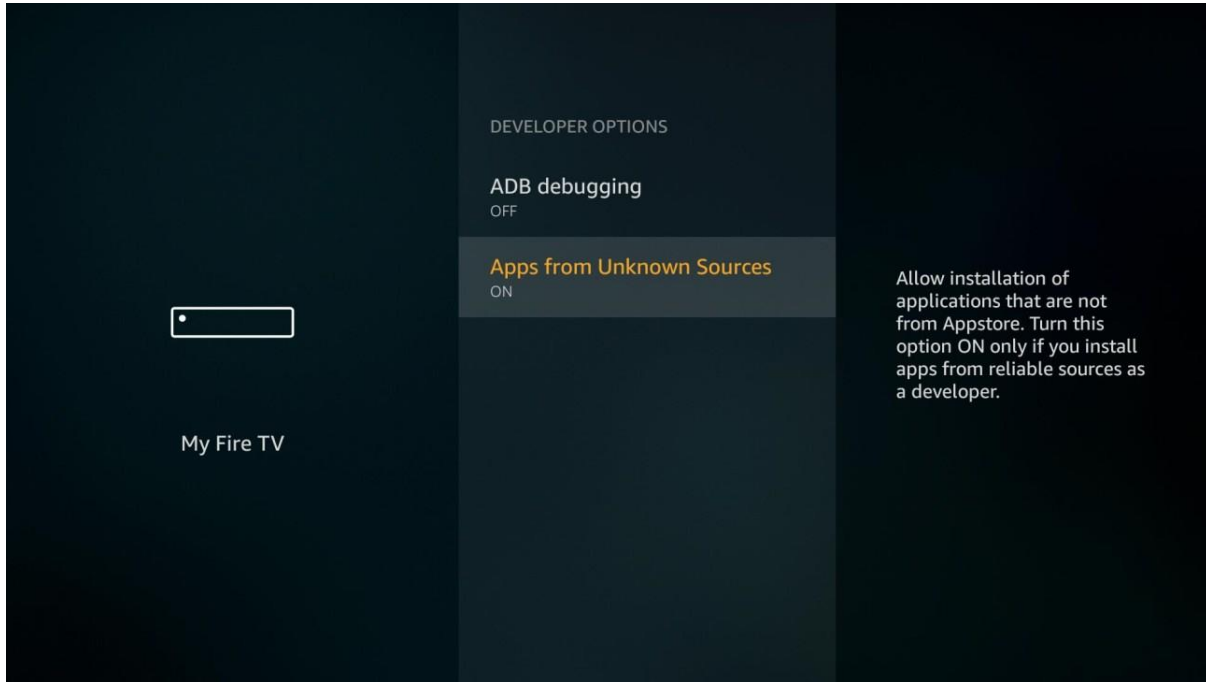 DEVELOPER OPTIONS
ADB debugging
OFF
Apps from Unknown Sources
ON
My Fire TV
Allow installation of
applications that are not
from Appstore. Turn this
option ON only if you install
apps from reliable sources as
a developer.